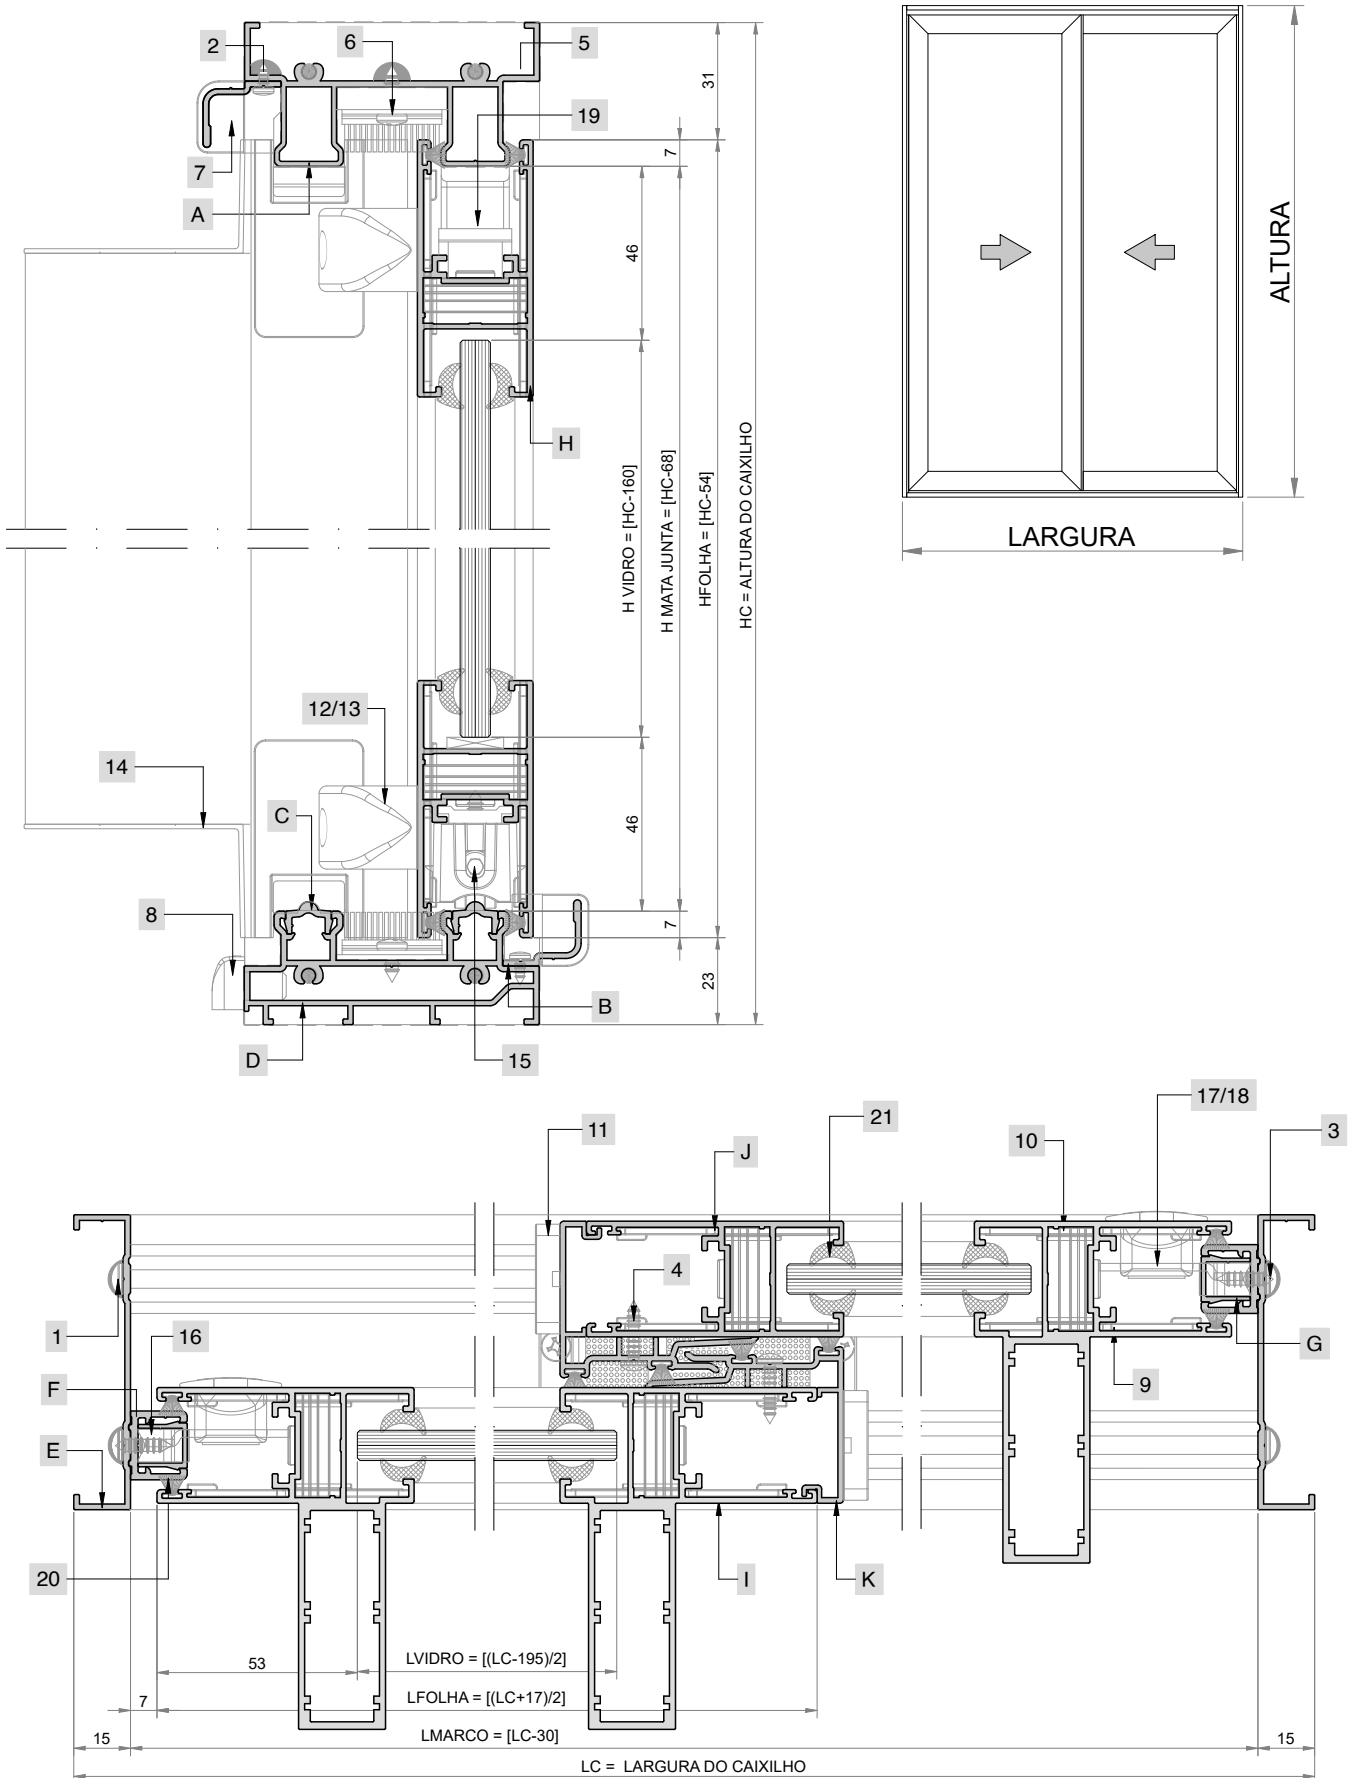 2
6
5
19
7
A
31
7
46
H
H VIDRO = [HC-160]
H MATA JUNTA = [HC-68]
HFOLHA = [HC-54]
HC = ALTURA DO CAIXILHO
ALTURA
LARGURA
12/13
14
C
8
46
7
23
B
D
15
17/18
11
21
3
J
10
4
1
16
G
F
9
E
20
I
K
53
LVIDRO = [(LC-195)/2]
7
LFOLHA = [(LC+17)/2]
15
LMARCO = [LC-30]
15
LC = LARGURA DO CAIXILHO